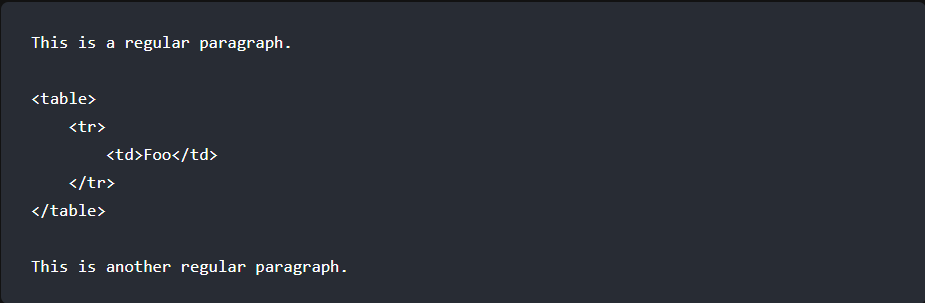 This is a regular paragraph.

<table>
    <tr>
        <td>Foo</td>
    </tr>
</table>

This is another regular paragraph.